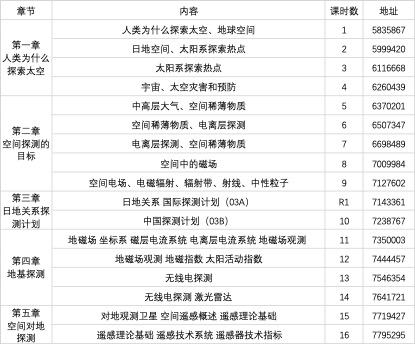 章节 内容 课时数 地址
第一章
人类为什么
探索太空
人类为什么探索太空、地球空间 1 5835867
日地空间、太阳系探索热点 2 5999420
太阳系探索热点 3 6116668
宇宙、太空灾害和预防 4 6260439
第二章
空间探测的
目标
中高层大气、空间稀薄物质 5 6370201
空间稀薄物质、电离层探测 6 6507347
电离层探测、空间稀薄物质 7 6698489
空间中的磁场 8 7009984
空间电场、电磁辐射、辐射带、射线、中性粒子 9 7127602
第三章
日地关系探
测计划
日地关系 国际探测计划（03A） R1 7143361
中国探测计划（03B） 10 7238767
第四章
地基探测
地磁场 坐标系 磁层电流系统 电离层电流系统 地磁场观测 11 7350003
地磁场观测 地磁指数 太阳活动指数 12 7444457
无线电探测 13 7546354
无线电探测 激光雷达 14 7641721
第五章
空间对地
探测
对地观测卫星 空间遥感概述 遥感理论基础 15 7719427
遥感理论基础 遥感技术系统 遥感器技术指标 16 7795295